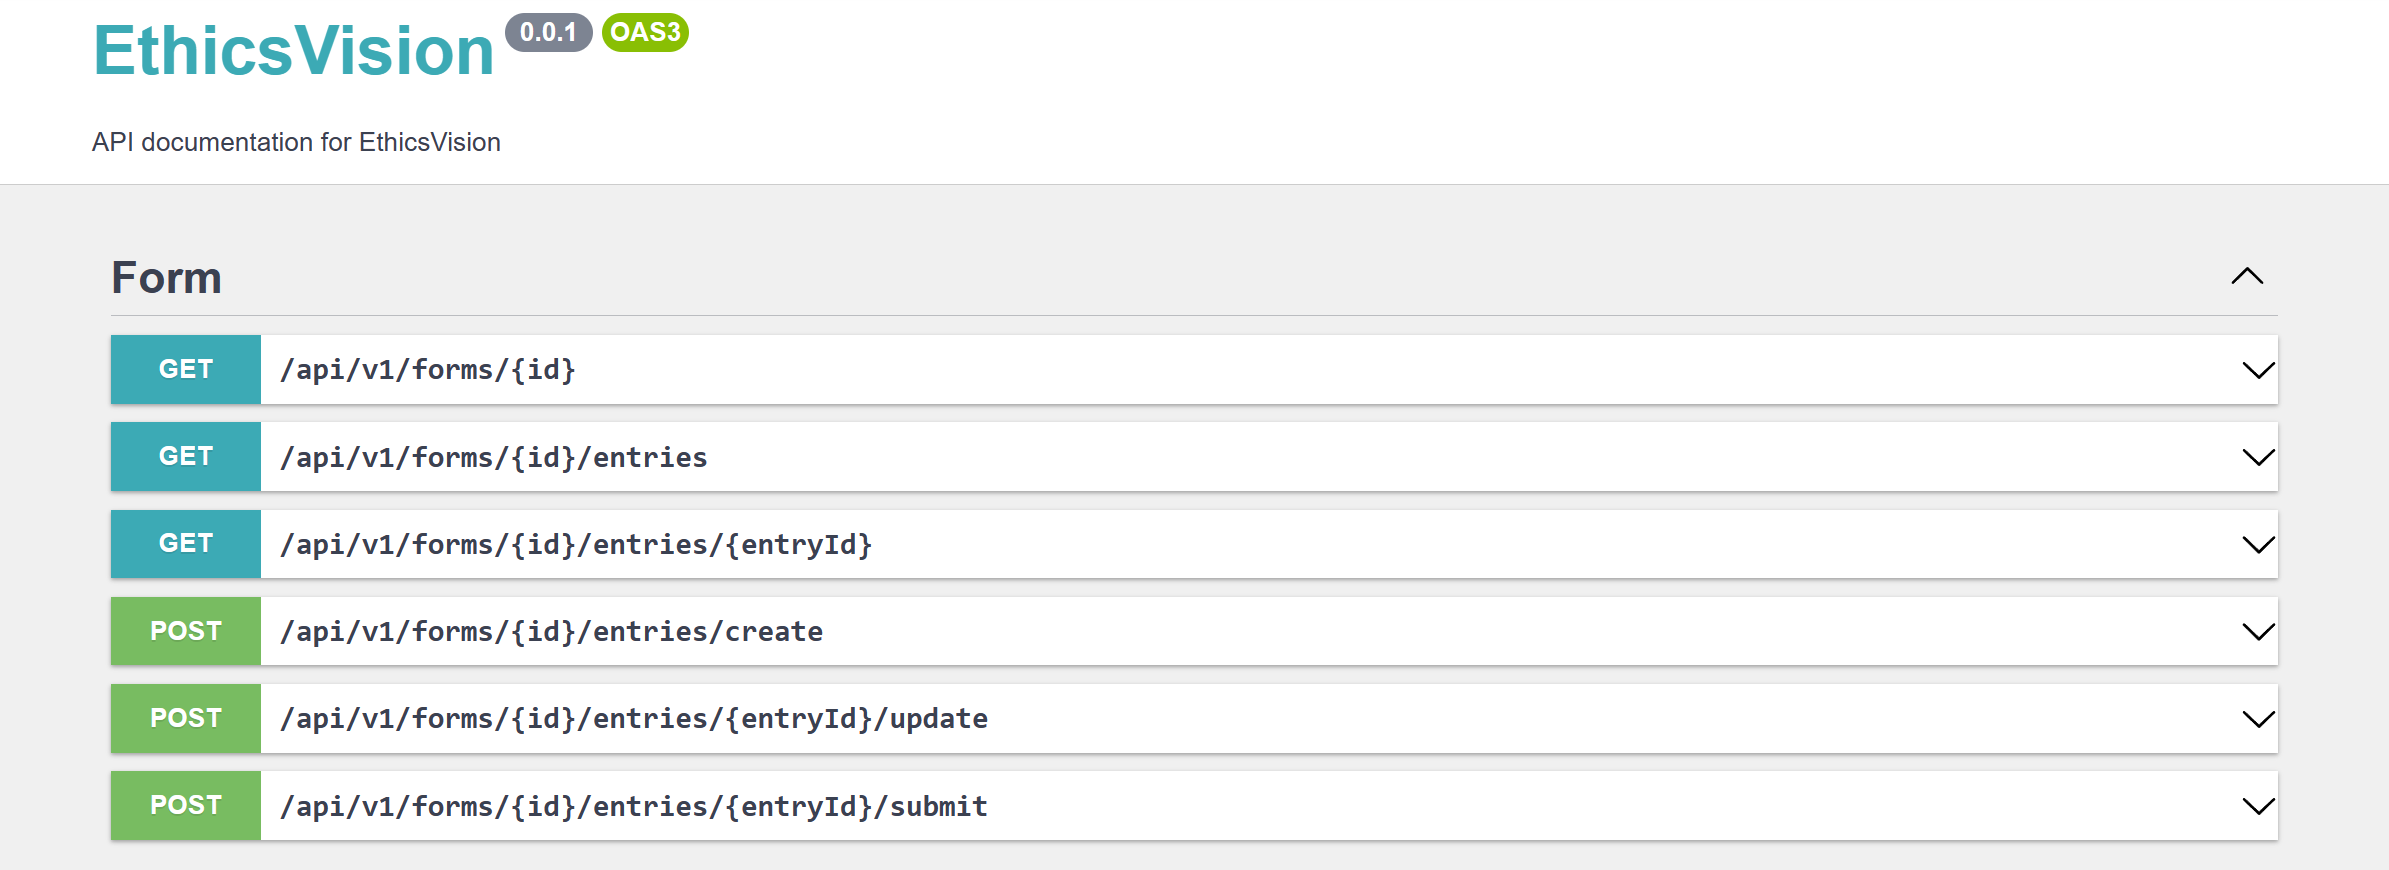 EthicsVision 0.0.1 OAS3
API documentation for EthicsVision
Form
GET /api/v1/forms/{id}
GET /api/v1/forms/{id}/entries
GET /api/v1/forms/{id}/entries/{entryId}
POST /api/v1/forms/{id}/entries/create
POST /api/v1/forms/{id}/entries/{entryId}/update
POST /api/v1/forms/{id}/entries/{entryId}/submit